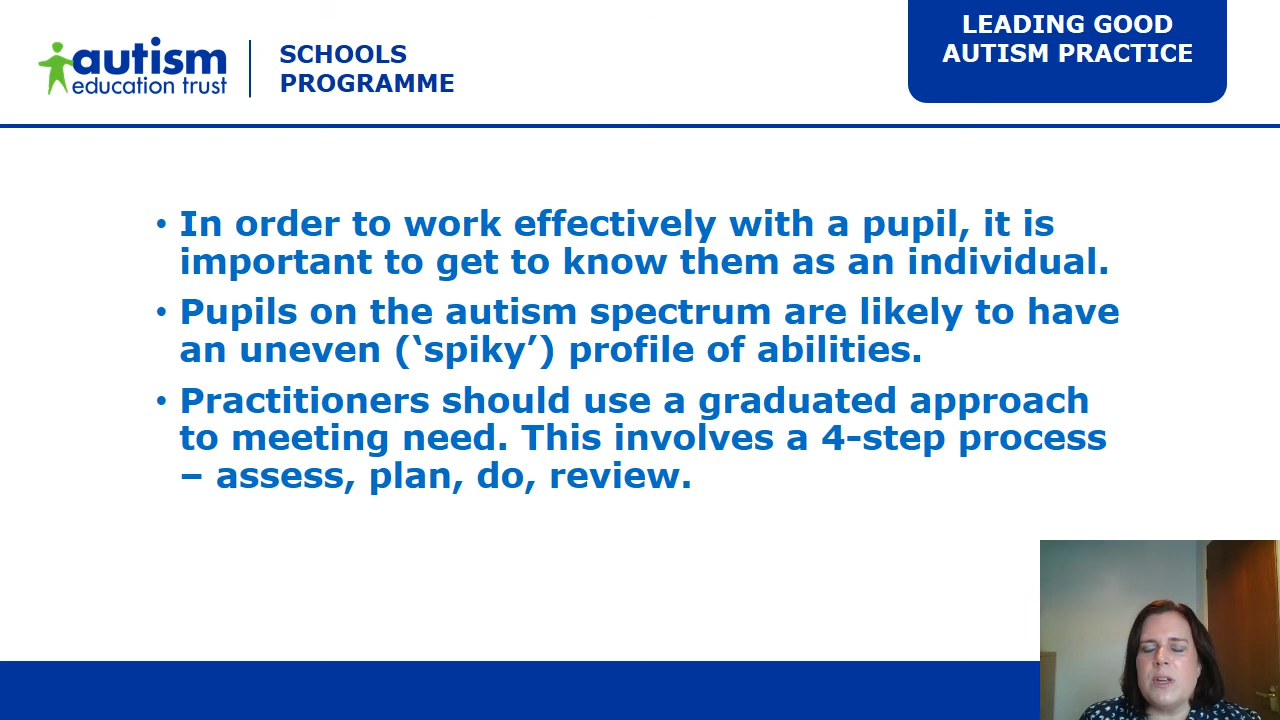 autism
education trust
SCHOOLS
PROGRAMME
LEADING GOOD
AUTISM PRACTICE
• In order to work effectively with a pupil, it is
important to get to know them as an individual.
• Pupils on the autism spectrum are likely to have
an uneven (‘spiky’) profile of abilities.
• Practitioners should use a graduated approach
to meeting need. This involves a 4-step process
– assess, plan, do, review.